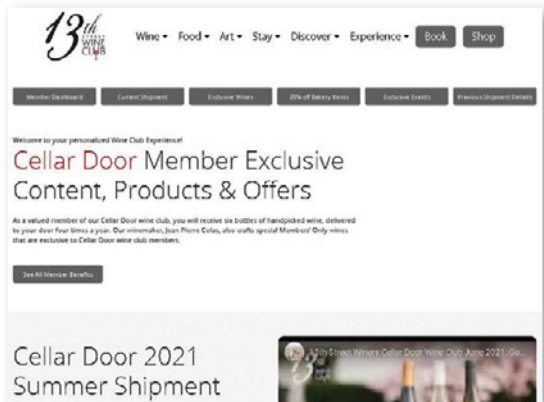 13th
STREET
WINE
CLUB
Wine Food Art Stay Discover Experience Book Shop
Member Dashboard Current Shipment Exclusive Wines 20% off Bakery Items Exclusive Events Previous Shipment Details
Welcome to your personalized Wine Club Experience!
Cellar Door Member Exclusive
Content, Products & Offers
As a valued member of our Cellar Door wine club, you will receive six bottles of handpicked wine, delivered
to your door four times a year. Our winemaker, Jean Pierre Colas, also crafts special Members' Only wines
that are exclusive to Cellar Door wine club members.
See All Member Benefits
Cellar Door 2021
Summer Shipment
13th Street Winery Cellar Door Wine Club June 2021: